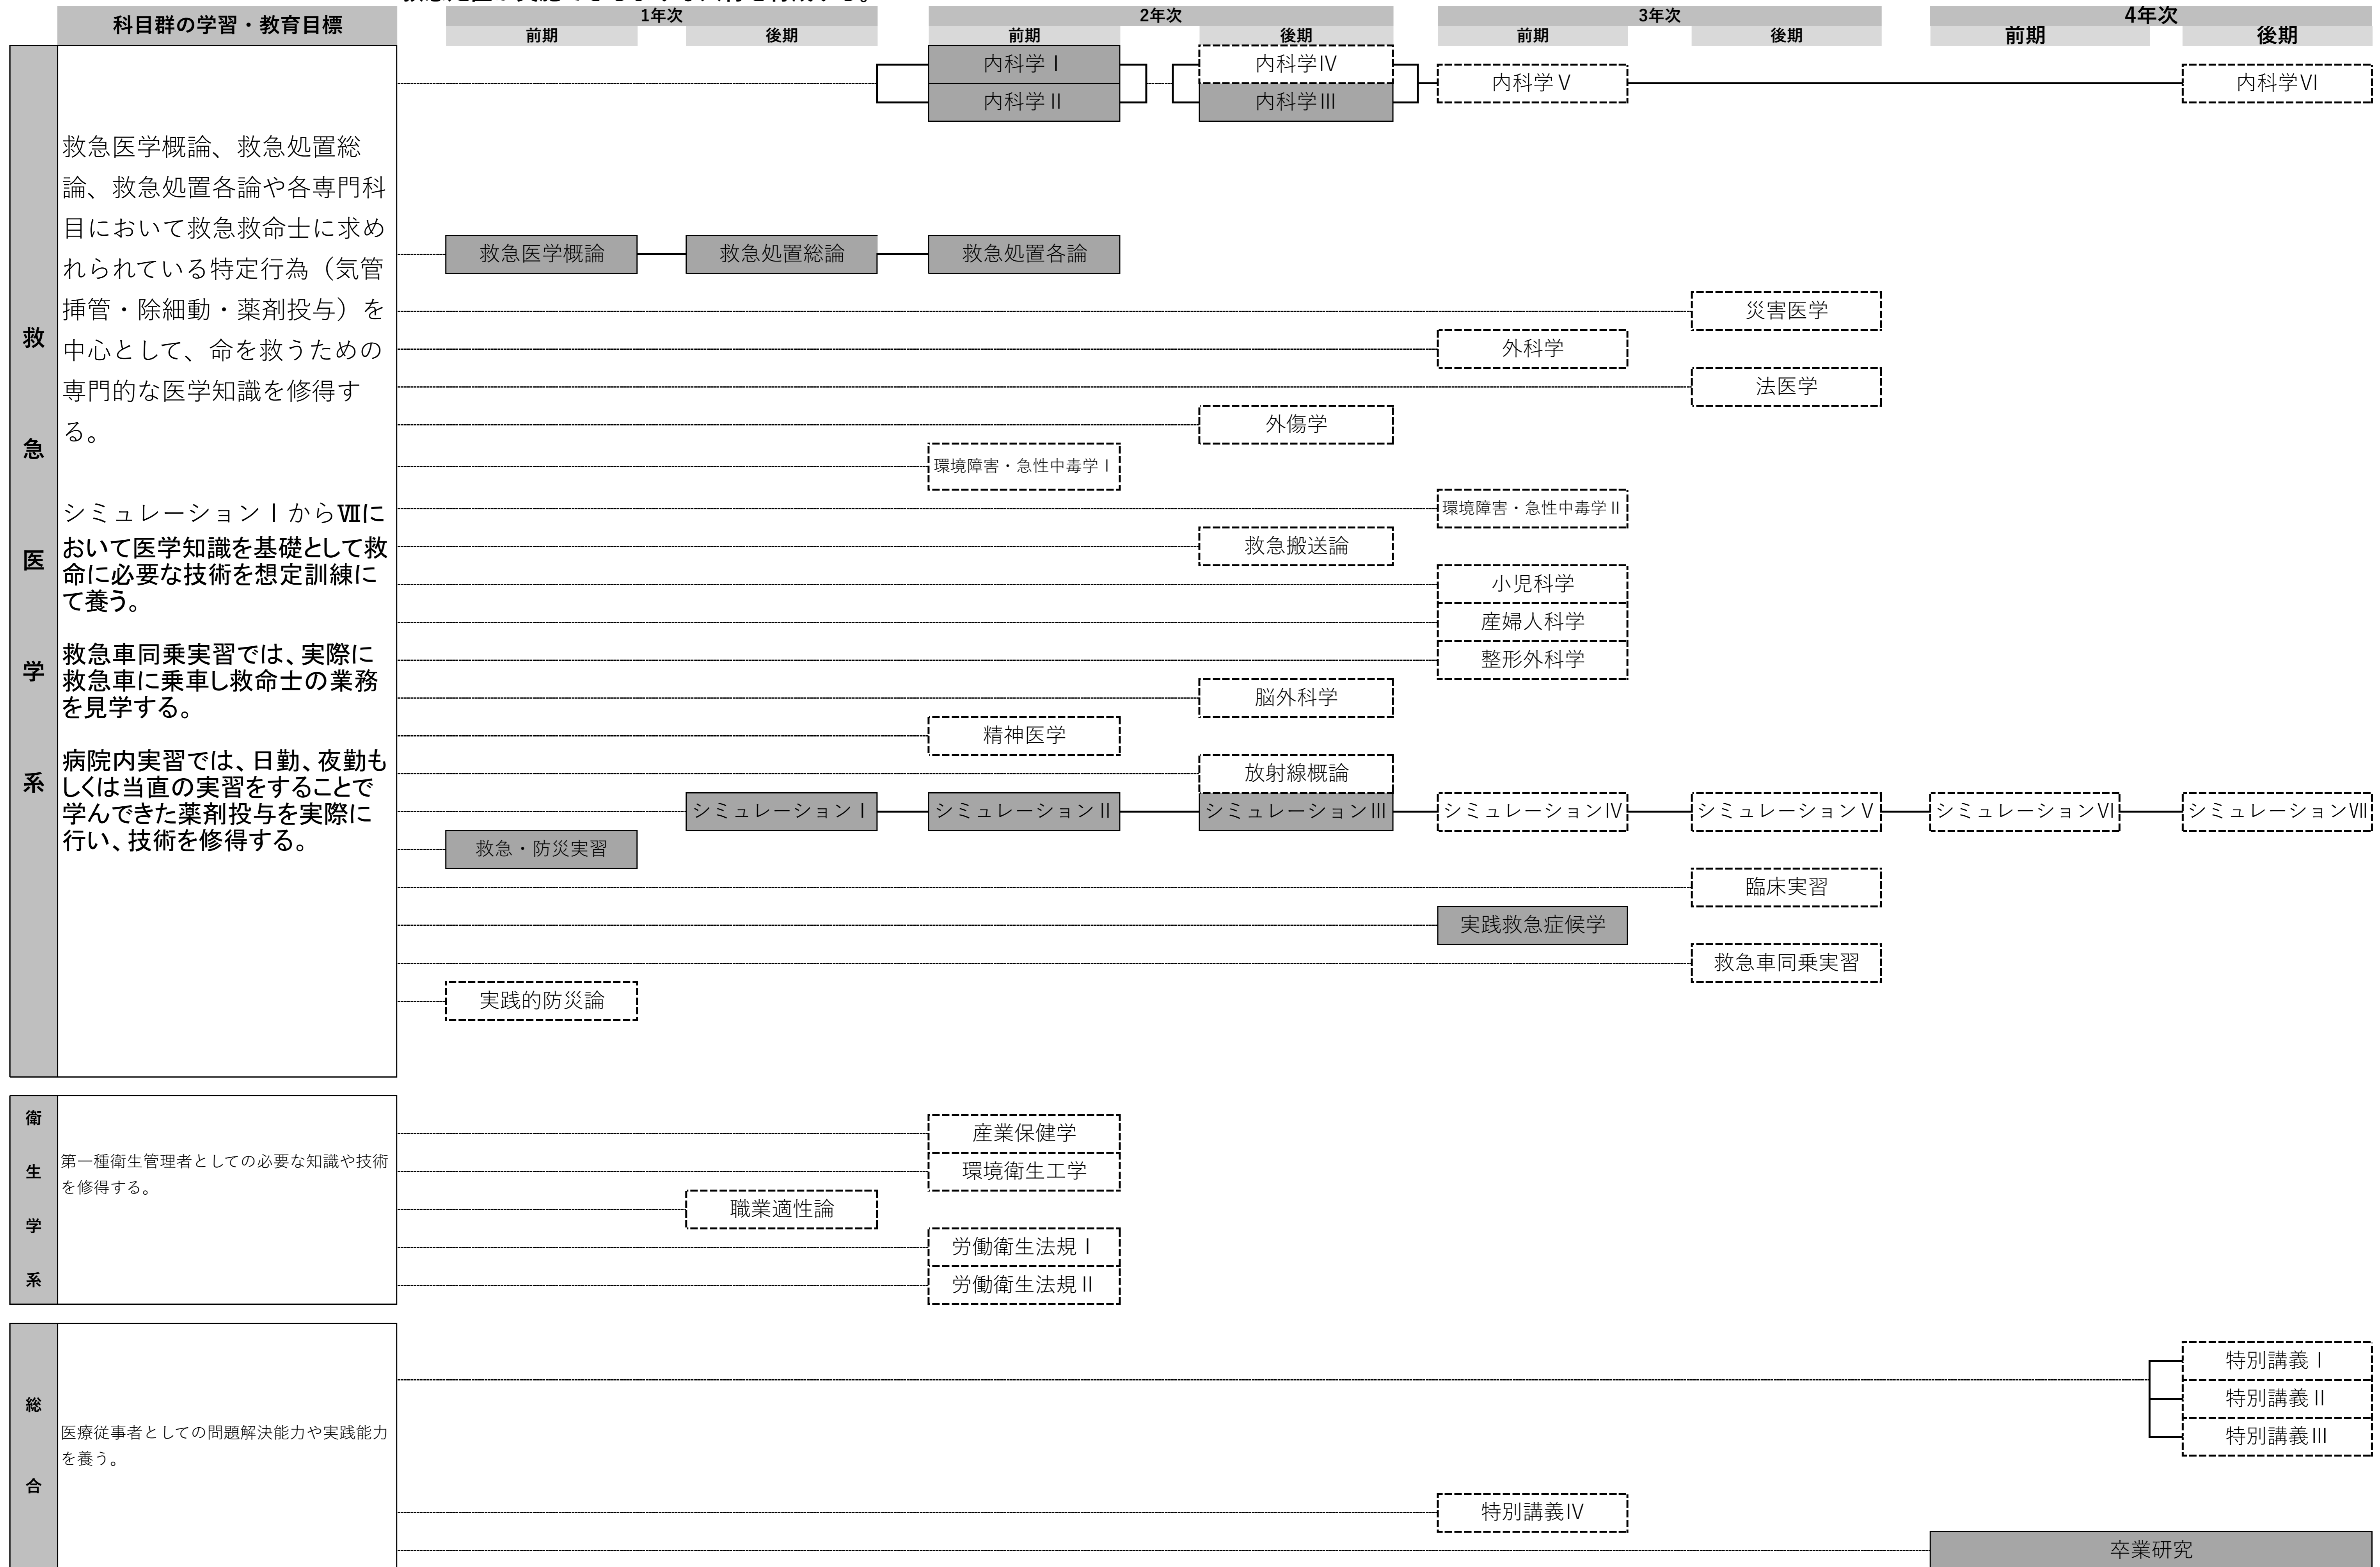 科目群の学習・教育目標
1年次
2年次
3年次
4年次
前期
後期
前期
後期
前期
後期
前期
後期
救急医学系
救急医学概論、救急処置総
論、救急処置各論や各専門科
目において救急救命士に求め
れられている特定行為（気管
挿管・除細動・薬剤投与）を
中心として、命を救うための
専門的な医学知識を修得す
る。
シミュレーションⅠからⅦに
おいて医学知識を基礎として救
命に必要な技術を想定訓練に
て養う。
救急車同乗実習では、実際に
救急車に乗車し救命士の業務
を見学する。
病院内実習では、日勤、夜勤も
しくは当直の実習をすることで
学んできた薬剤投与を実際に
行い、技術を修得する。
内科学Ⅰ
内科学Ⅱ
内科学Ⅳ
内科学Ⅲ
内科学Ⅴ
内科学Ⅵ
救急医学概論
救急処置総論
救急処置各論
災害医学
外科学
法医学
外傷学
環境障害・急性中毒学Ⅰ
環境障害・急性中毒学Ⅱ
救急搬送論
小児科学
産婦人科学
整形外科学
脳外科学
精神医学
放射線概論
シミュレーションⅠ
シミュレーションⅡ
シミュレーションⅢ
シミュレーションⅣ
シミュレーションⅤ
シミュレーションⅥ
シミュレーションⅦ
救急・防災実習
臨床実習
実践救急症候学
救急車同乗実習
実践的防災論
衛生学系
第一種衛生管理者としての必要な知識や技術
を修得する。
産業保健学
環境衛生工学
職業適性論
労働衛生法規Ⅰ
労働衛生法規Ⅱ
総合
医療従事者としての問題解決能力や実践能力
を養う。
特別講義Ⅰ
特別講義Ⅱ
特別講義Ⅲ
特別講義Ⅳ
卒業研究